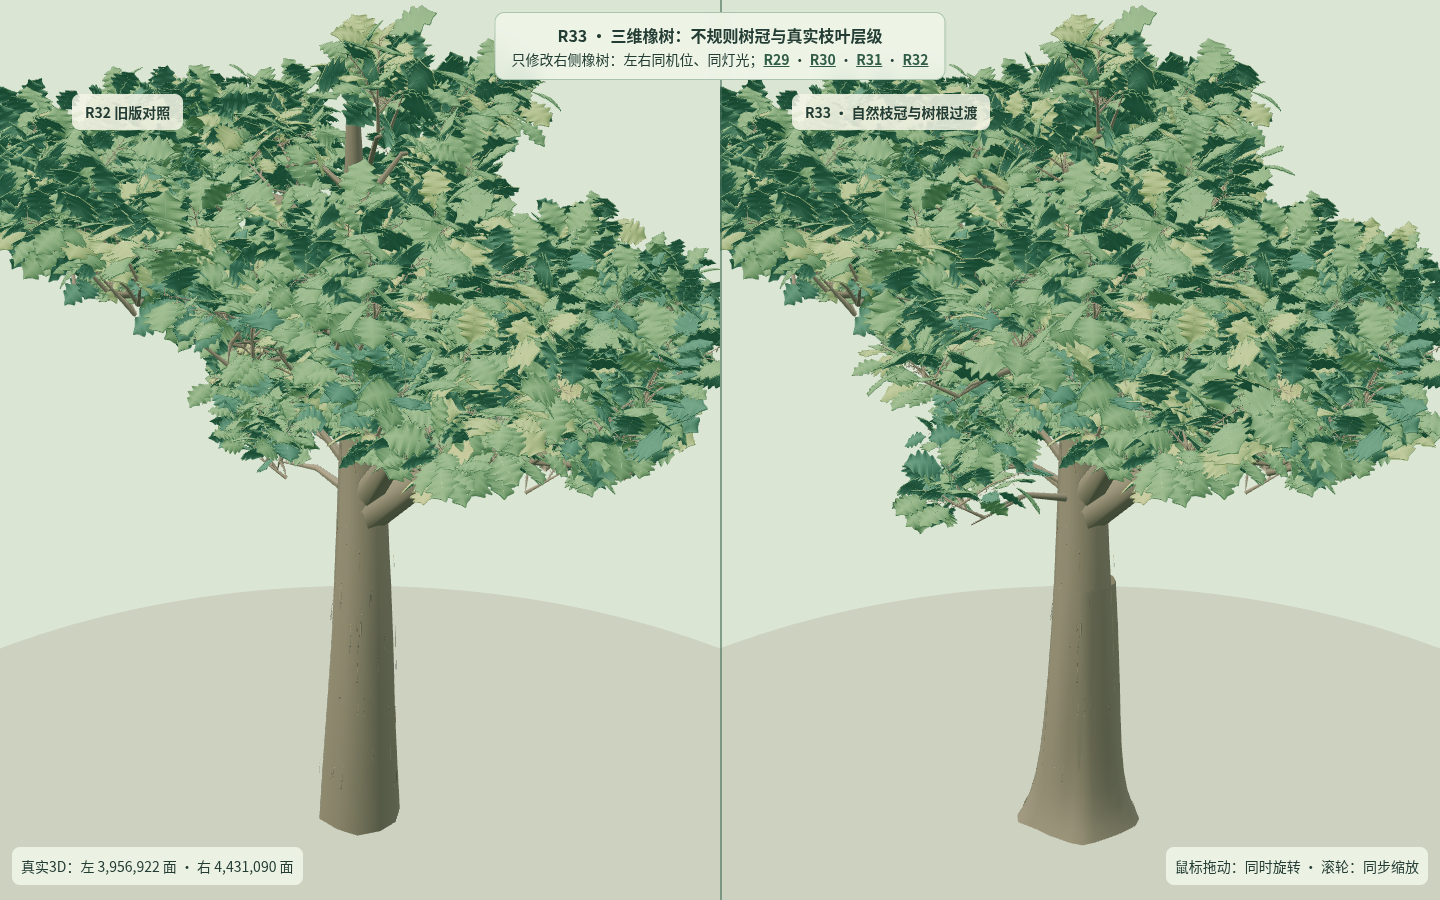 R33 · 三维橡树：不规则树冠与真实枝叶层级
只修改右侧橡树：左右同机位、同灯光；R29 · R30 · R31 · R32
R32 旧版对照
R33 · 自然枝冠与树根过渡
真实3D：左 3,956,922 面 · 右 4,431,090 面
鼠标拖动：同时旋转 · 滚轮：同步缩放